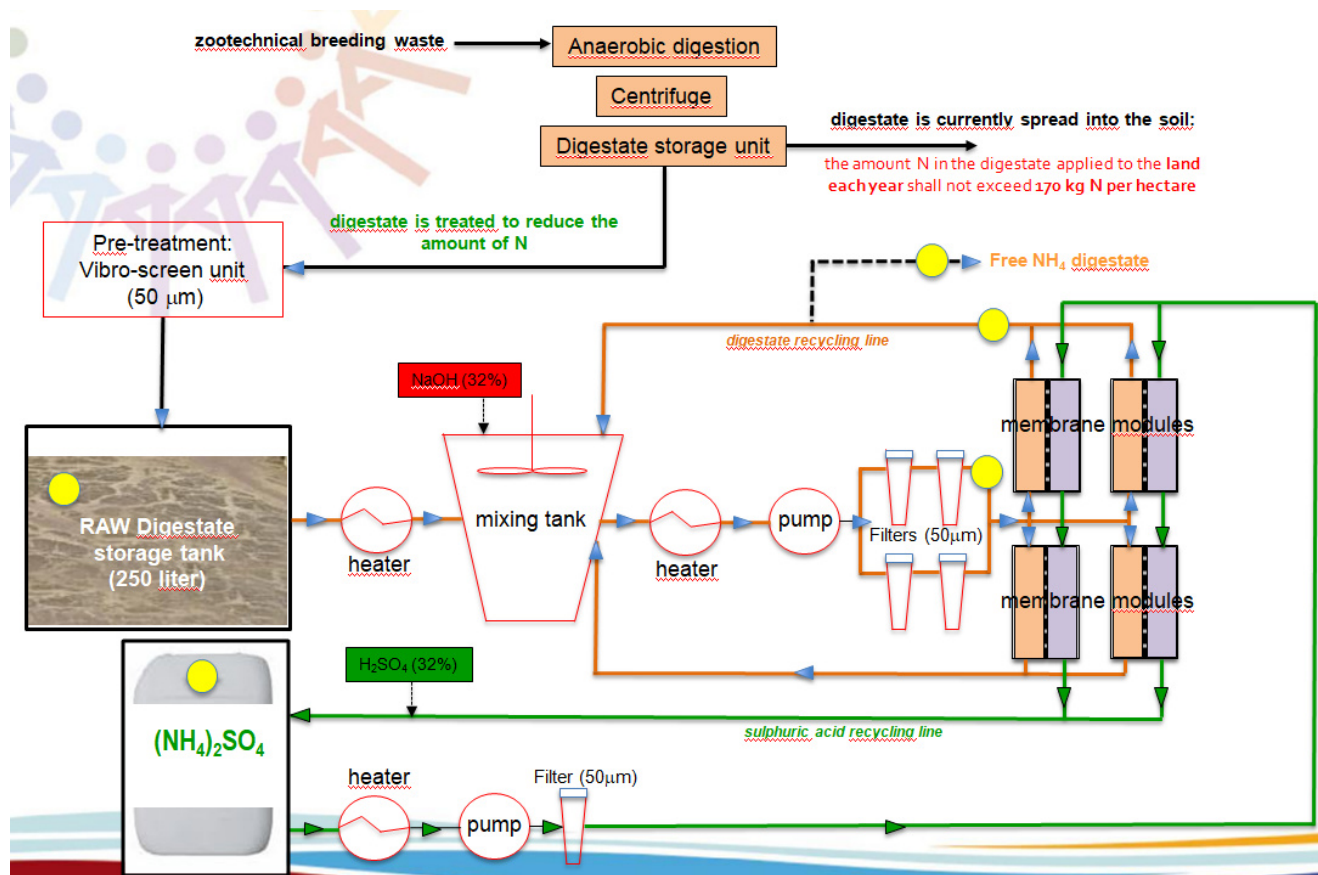 zootechnical breeding waste
Anaerobic digestion
Centrifuge
Digestate storage unit
digestate is currently spread into the soil:
the amount N in the digestate applied to the land
each year shall not exceed 170 kg N per hectare
digestate is treated to reduce the
amount of N
Pre-treatment:
Vibro-screen unit
(50 μm)
Free NH₄ digestate
digestate recycling line
NaOH (32%)
membrane modules
RAW Digestate
storage tank
(250 liter)
heater
mixing tank
heater
pump
Filters (50μm)
membrane modules
H₂SO₄ (32%)
(NH₄)₂SO₄
sulphuric acid recycling line
heater
pump
Filter (50μm)